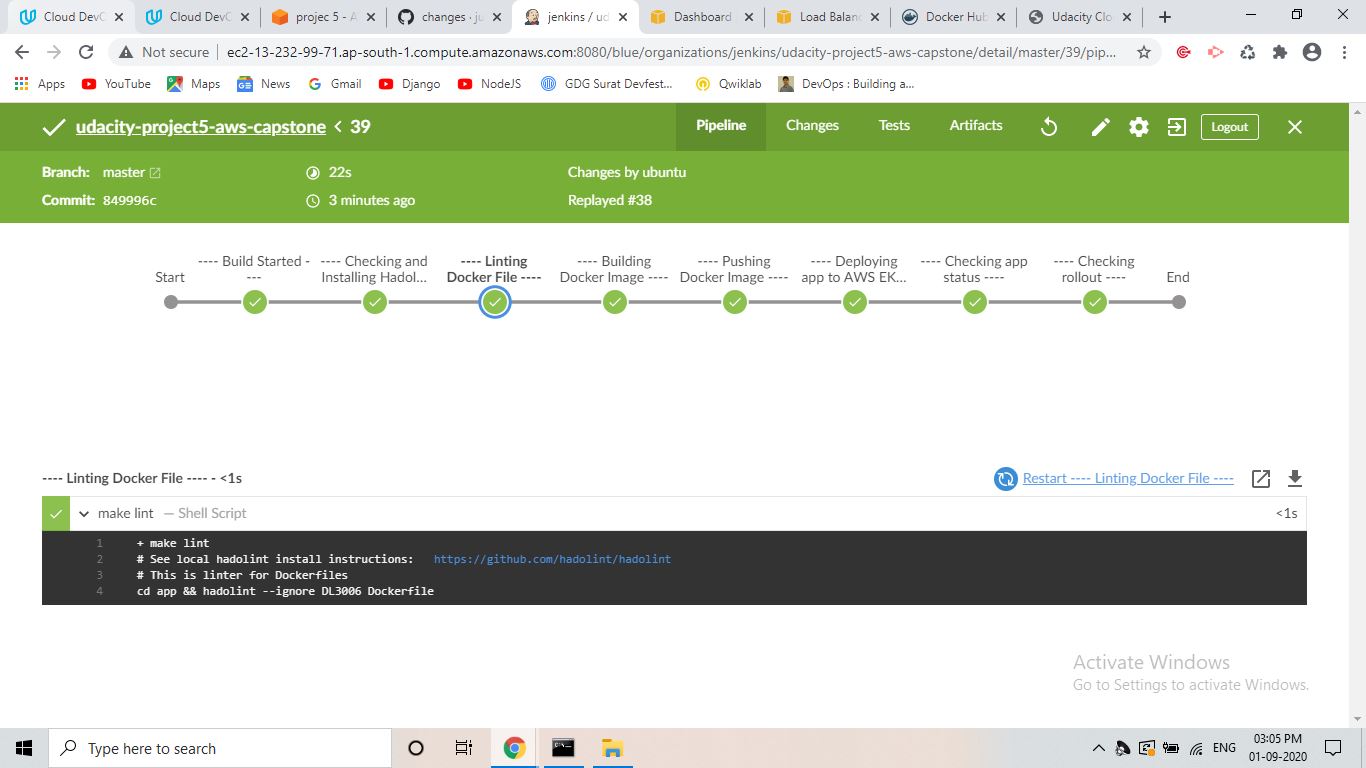 Cloud DevO
Cloud DevO
projec 5 - A
changes · ju
jenkins / ud
Dashboard
Load Balan
Docker Hub
Udacity Clo
Not secure
ec2-13-232-99-71.ap-south-1.compute.amazonaws.com:8080/blue/organizations/jenkins/udacity-project5-aws-capstone/detail/master/39/pip...
Apps
YouTube
Maps
News
Gmail
Django
NodeJS
GDG Surat Devfest...
Qwiklab
DevOps : Building a...
udacity-project5-aws-capstone < 39
Pipeline
Changes
Tests
Artifacts
Logout
Branch: master
22s
Changes by ubuntu
Commit: 849996c
3 minutes ago
Replayed #38
Start
---- Build Started -
---
---- Checking and
Installing Hadol...
---- Linting
Docker File ----
---- Building
Docker Image ----
---- Pushing
Docker Image ----
---- Deploying
app to AWS EK...
---- Checking app
status ----
---- Checking
rollout ----
End
---- Linting Docker File ---- - <1s
Restart ---- Linting Docker File ----
make lint — Shell Script
<1s
1 + make lint
2 # See local hadolint install instructions: https://github.com/hadolint/hadolint
3 # This is linter for Dockerfiles
4 cd app && hadolint --ignore DL3006 Dockerfile
Activate Windows
Go to Settings to activate Windows.
Type here to search
ENG
03:05 PM
01-09-2020